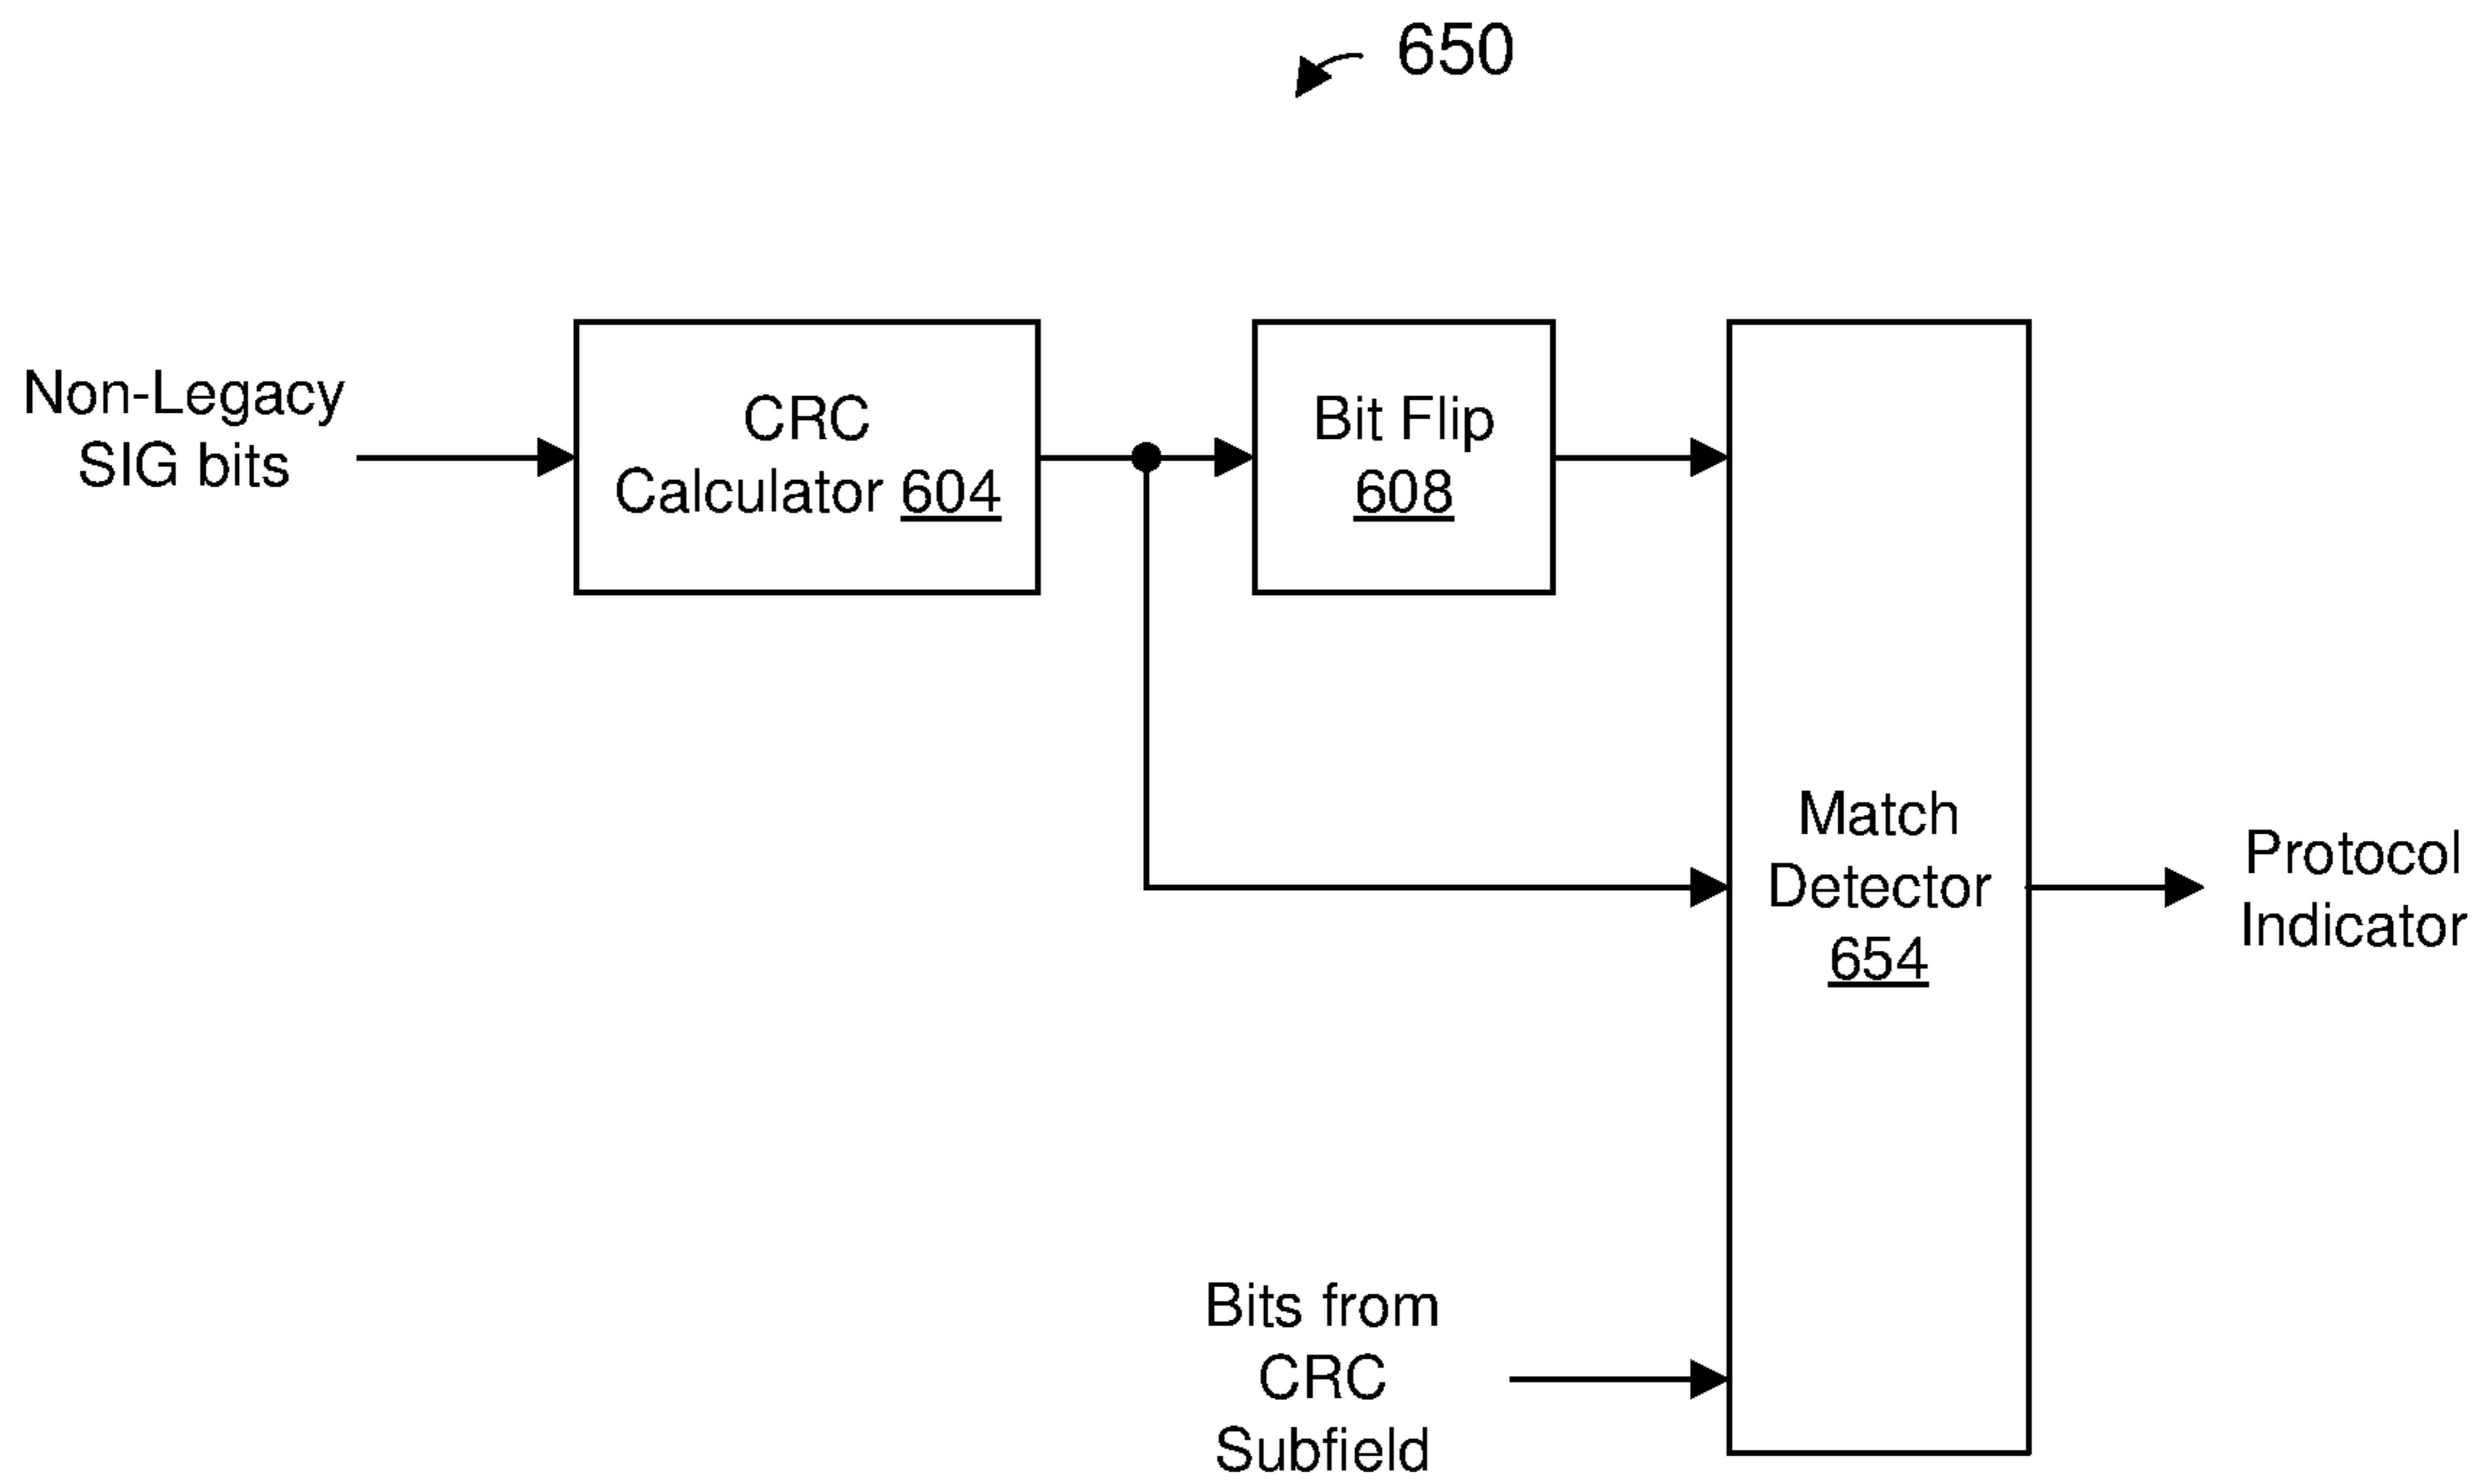 650
Non-Legacy
SIG bits
CRC
Calculator 604
Bit Flip
608
Match
Detector
654
Protocol
Indicator
Bits from
CRC
Subfield